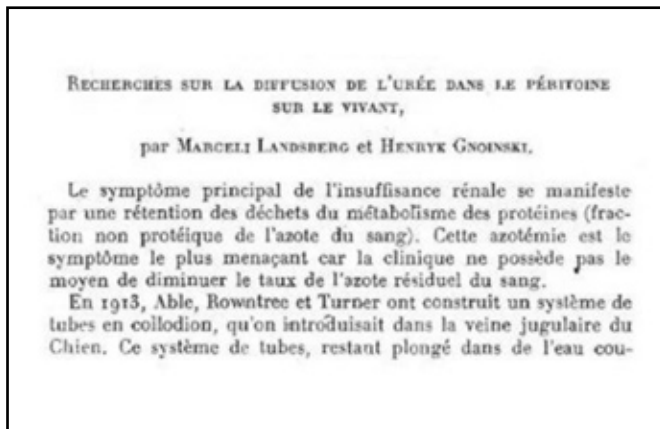 RECHERCHES SUR LA DIFFUSION DE L'URÉE DANS LE PÉRITOINE
SUR LE VIVANT,
par MARCELI LANDSBERG et HENRYK GNOINSKI.
Le symptôme principal de l'insuffisance rénale se manifeste
par une rétention des déchets du métabolisme des protéines (frac-
tion non protéique de l'azote du sang). Cette azotémie est le
symptôme le plus menaçant car la clinique ne possède pas le
moyen de diminuer le taux de l'azote résiduel du sang.
En 1913, Able, Rowntree et Turner ont construit un système de
tubes en collodion, qu'on introduisait dans la veine jugulaire du
Chien. Ce système de tubes, restant plongé dans de l'eau cou-